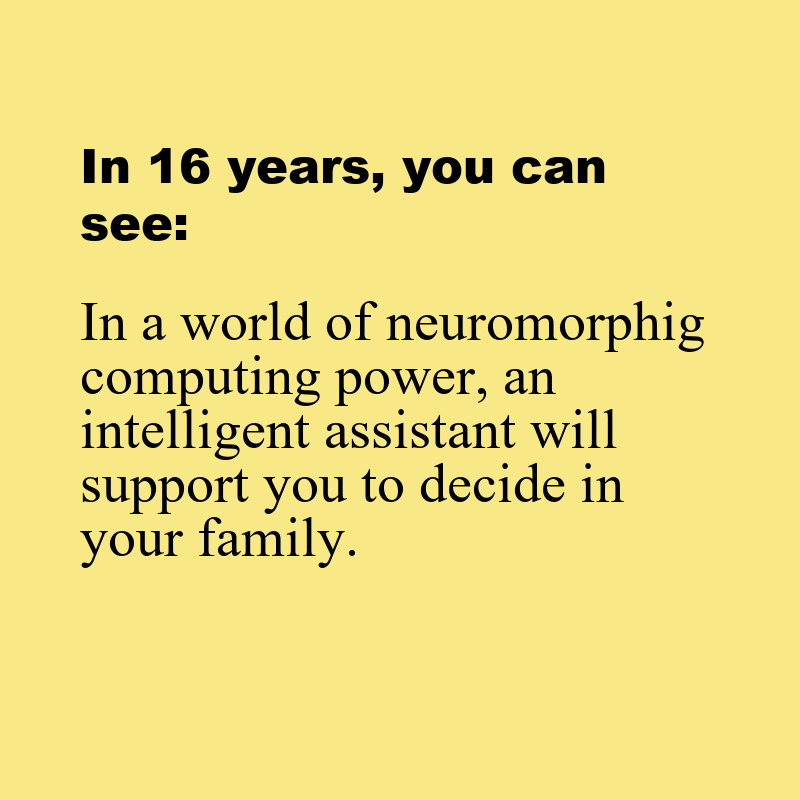 In 16 years, you can
see:
In a world of neuromorphig
computing power, an
intelligent assistant will
support you to decide in
your family.